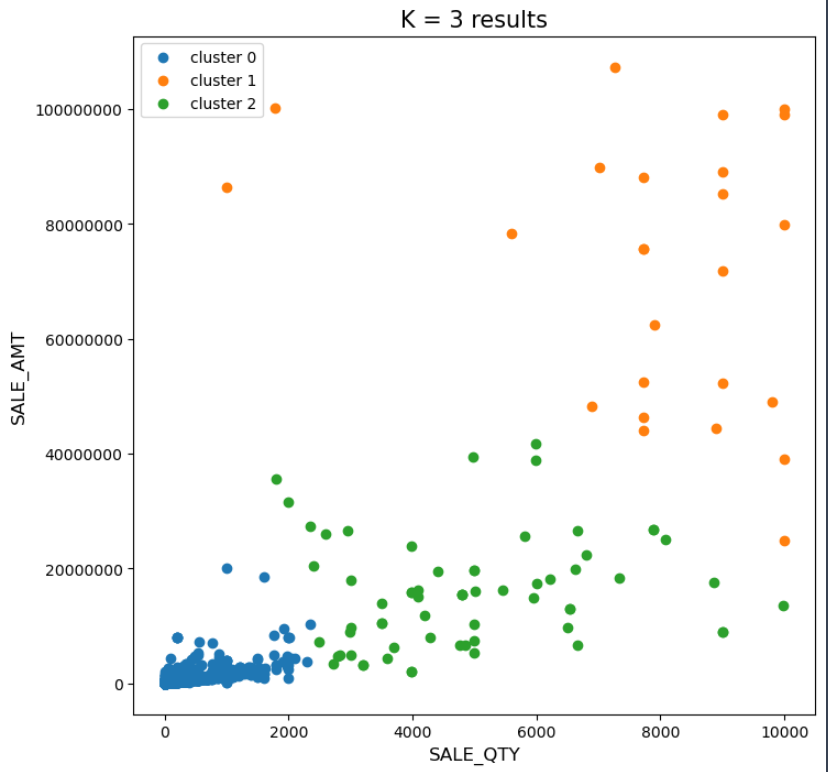 K = 3 results
cluster 0
cluster 1
cluster 2
SALE_AMT
100000000
80000000
60000000
40000000
20000000
0
0 2000 4000 6000 8000 10000
SALE_QTY